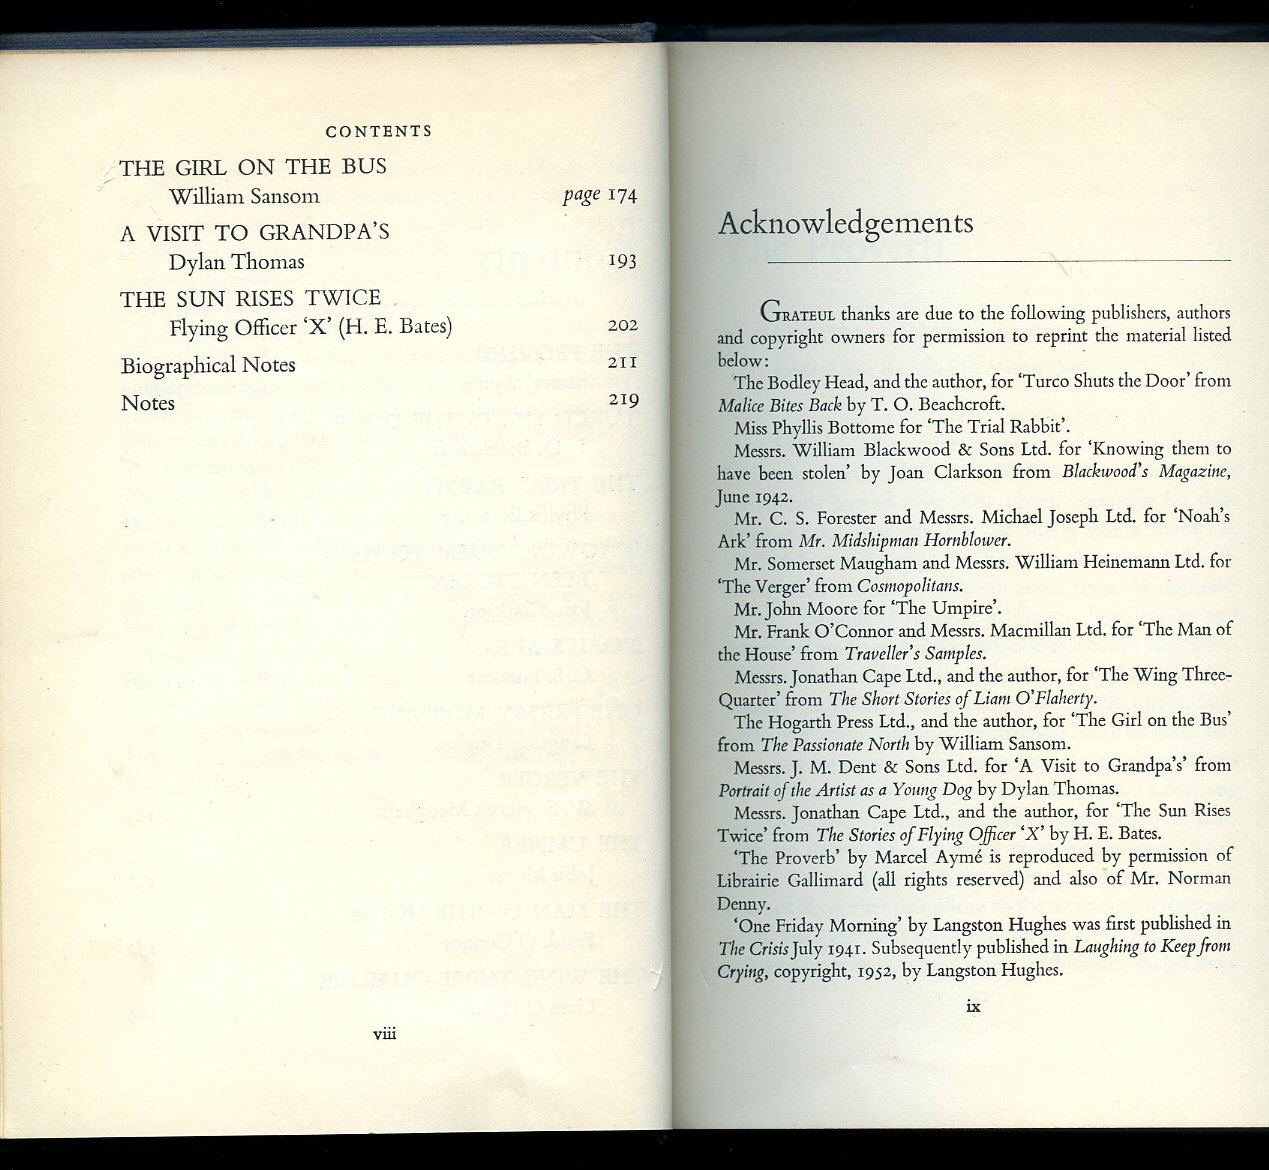 CONTENTS
THE GIRL ON THE BUS
William Sansom page 174
A VISIT TO GRANDPA'S
Dylan Thomas 193
THE SUN RISES TWICE
Flying Officer 'X' (H. E. Bates) 202
Biographical Notes 211
Notes 219
viii
Acknowledgements
GRATEUL thanks are due to the following publishers, authors
and copyright owners for permission to reprint the material listed
below:
The Bodley Head, and the author, for 'Turco Shuts the Door' from
Malice Bites Back by T. O. Beachcroft.
Miss Phyllis Bottome for 'The Trial Rabbit'.
Messrs. William Blackwood & Sons Ltd. for 'Knowing them to
have been stolen' by Joan Clarkson from Blackwood's Magazine,
June 1942.
Mr. C. S. Forester and Messrs. Michael Joseph Ltd. for 'Noah's
Ark' from Mr. Midshipman Hornblower.
Mr. Somerset Maugham and Messrs. William Heinemann Ltd. for
'The Verger' from Cosmopolitans.
Mr. John Moore for 'The Umpire'.
Mr. Frank O'Connor and Messrs. Macmillan Ltd. for 'The Man of
the House' from Traveller's Samples.
Messrs. Jonathan Cape Ltd., and the author, for 'The Wing Three-
Quarter' from The Short Stories of Liam O'Flaherty.
The Hogarth Press Ltd., and the author, for 'The Girl on the Bus'
from The Passionate North by William Sansom.
Messrs. J. M. Dent & Sons Ltd. for 'A Visit to Grandpa's' from
Portrait of the Artist as a Young Dog by Dylan Thomas.
Messrs. Jonathan Cape Ltd., and the author, for 'The Sun Rises
Twice' from The Stories of Flying Officer 'X' by H. E. Bates.
'The Proverb' by Marcel Aymé is reproduced by permission of
Librairie Gallimard (all rights reserved) and also of Mr. Norman
Denny.
'One Friday Morning' by Langston Hughes was first published in
The Crisis July 1941. Subsequently published in Laughing to Keep from
Crying, copyright, 1952, by Langston Hughes.
ix